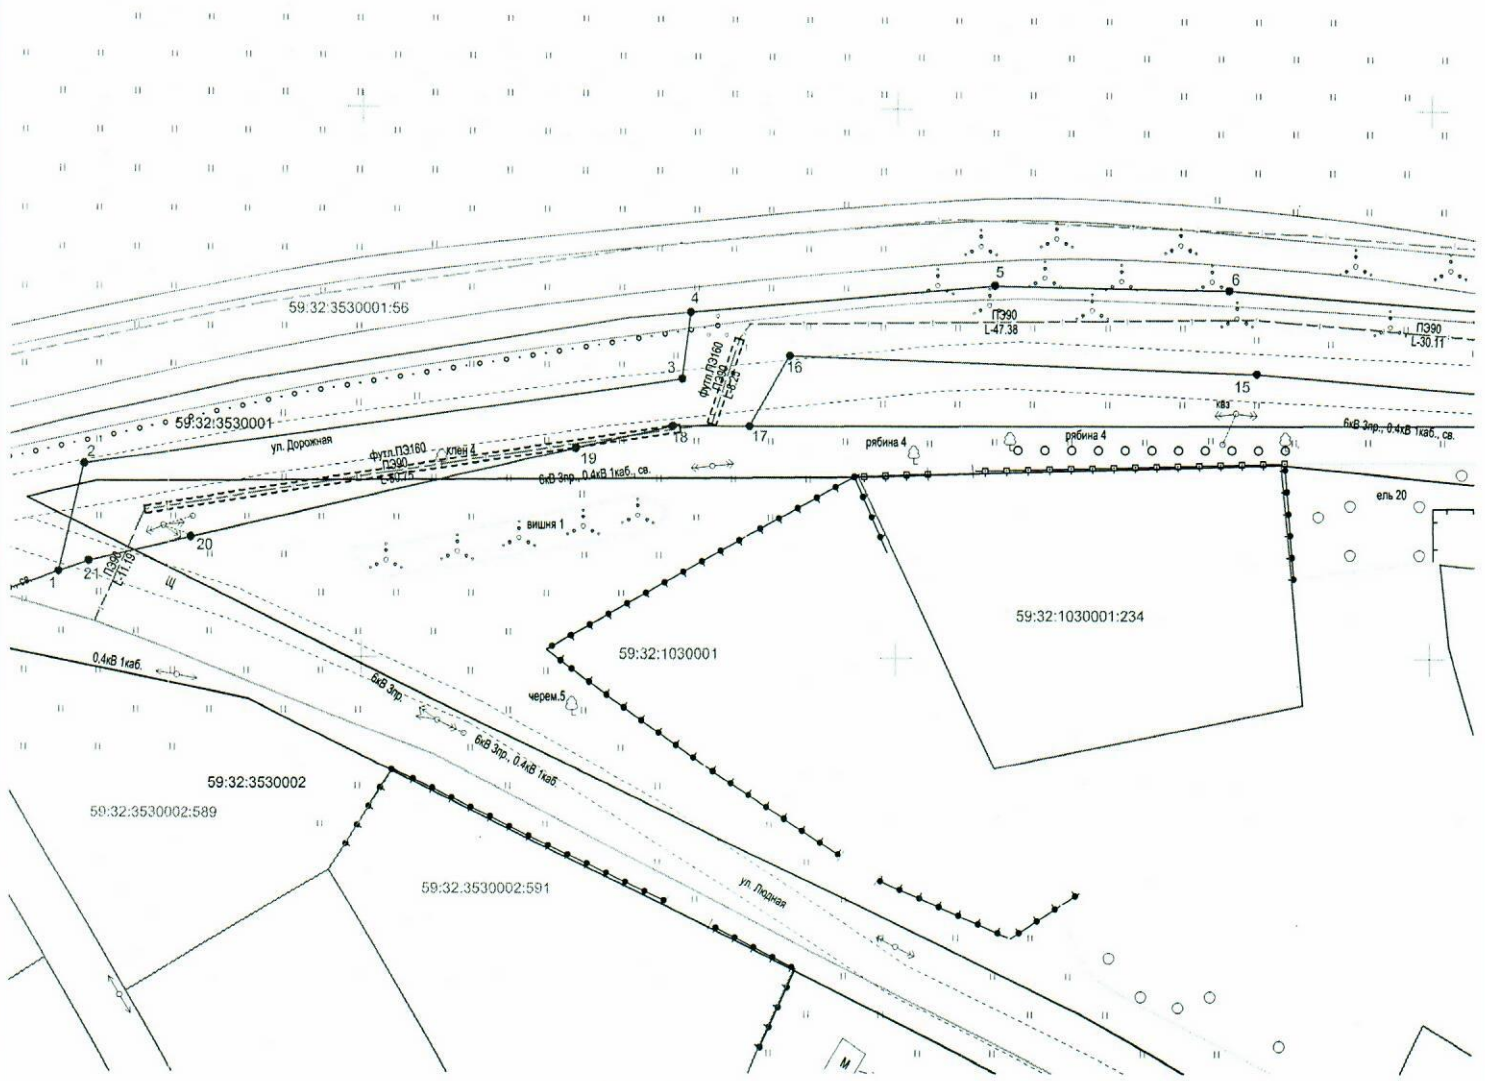 59:32:3530001:56
4
5
6
ПЭ90
L-47.38
ПЭ90
L-30.11
3
футл.ПЭ160
ПЭ90
L-8.25
16
15
59:32:3530001
2
ул. Дорожная
футл.ПЭ160
ПЭ90
клен 4
18
17
19
рябина 4
рябина 4
6кВ 3пр., 0.4кВ 1каб., св.
6кВ 3пр., 0.4кВ 1каб., св.
ель 20
вишня 1
20
1
21
ПЭ90
L-11.19
Щ
59:32:1030001:234
59:32:1030001
0.4кВ 1каб.
6кВ 3пр.
черем.5
6кВ 3пр., 0.4кВ 1каб.
59:32:3530002
59:32:3530002:589
59:32.3530002:591
ул. Людная
М